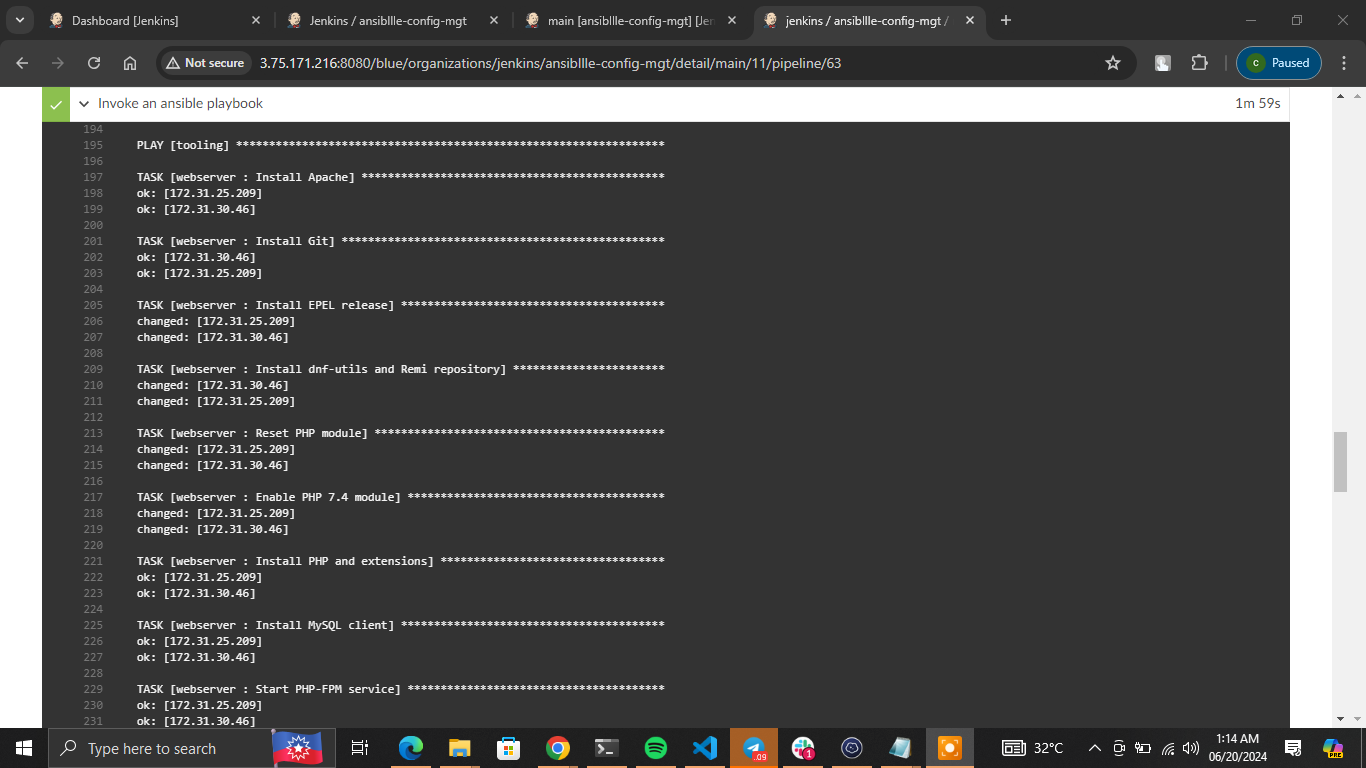 Dashboard [Jenkins]
Jenkins / ansibllle-config-mgt
main [ansibllle-config-mgt] [Jen
jenkins / ansibllle-config-mgt /
Not secure
3.75.171.216:8080/blue/organizations/jenkins/ansibllle-config-mgt/detail/main/11/pipeline/63
c
Paused
Invoke an ansible playbook
1m 59s
194
195 PLAY [tooling] *****************************************************************
196
197 TASK [webserver : Install Apache] **********************************************
198 ok: [172.31.25.209]
199 ok: [172.31.30.46]
200
201 TASK [webserver : Install Git] *************************************************
202 ok: [172.31.30.46]
203 ok: [172.31.25.209]
204
205 TASK [webserver : Install EPEL release] ****************************************
206 changed: [172.31.25.209]
207 changed: [172.31.30.46]
208
209 TASK [webserver : Install dnf-utils and Remi repository] ***********************
210 changed: [172.31.30.46]
211 changed: [172.31.25.209]
212
213 TASK [webserver : Reset PHP module] ********************************************
214 changed: [172.31.25.209]
215 changed: [172.31.30.46]
216
217 TASK [webserver : Enable PHP 7.4 module] ***************************************
218 changed: [172.31.25.209]
219 changed: [172.31.30.46]
220
221 TASK [webserver : Install PHP and extensions] **********************************
222 ok: [172.31.25.209]
223 ok: [172.31.30.46]
224
225 TASK [webserver : Install MySQL client] ****************************************
226 ok: [172.31.25.209]
227 ok: [172.31.30.46]
228
229 TASK [webserver : Start PHP-FPM service] ***************************************
230 ok: [172.31.25.209]
231 ok: [172.31.30.46]
Type here to search
.09
1
32°C
1:14 AM
06/20/2024
PRE